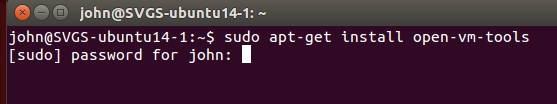 john@SVGS-ubuntu14-1: ~
john@SVGS-ubuntu14-1:~$ sudo apt-get install open-vm-tools
[sudo] password for john: